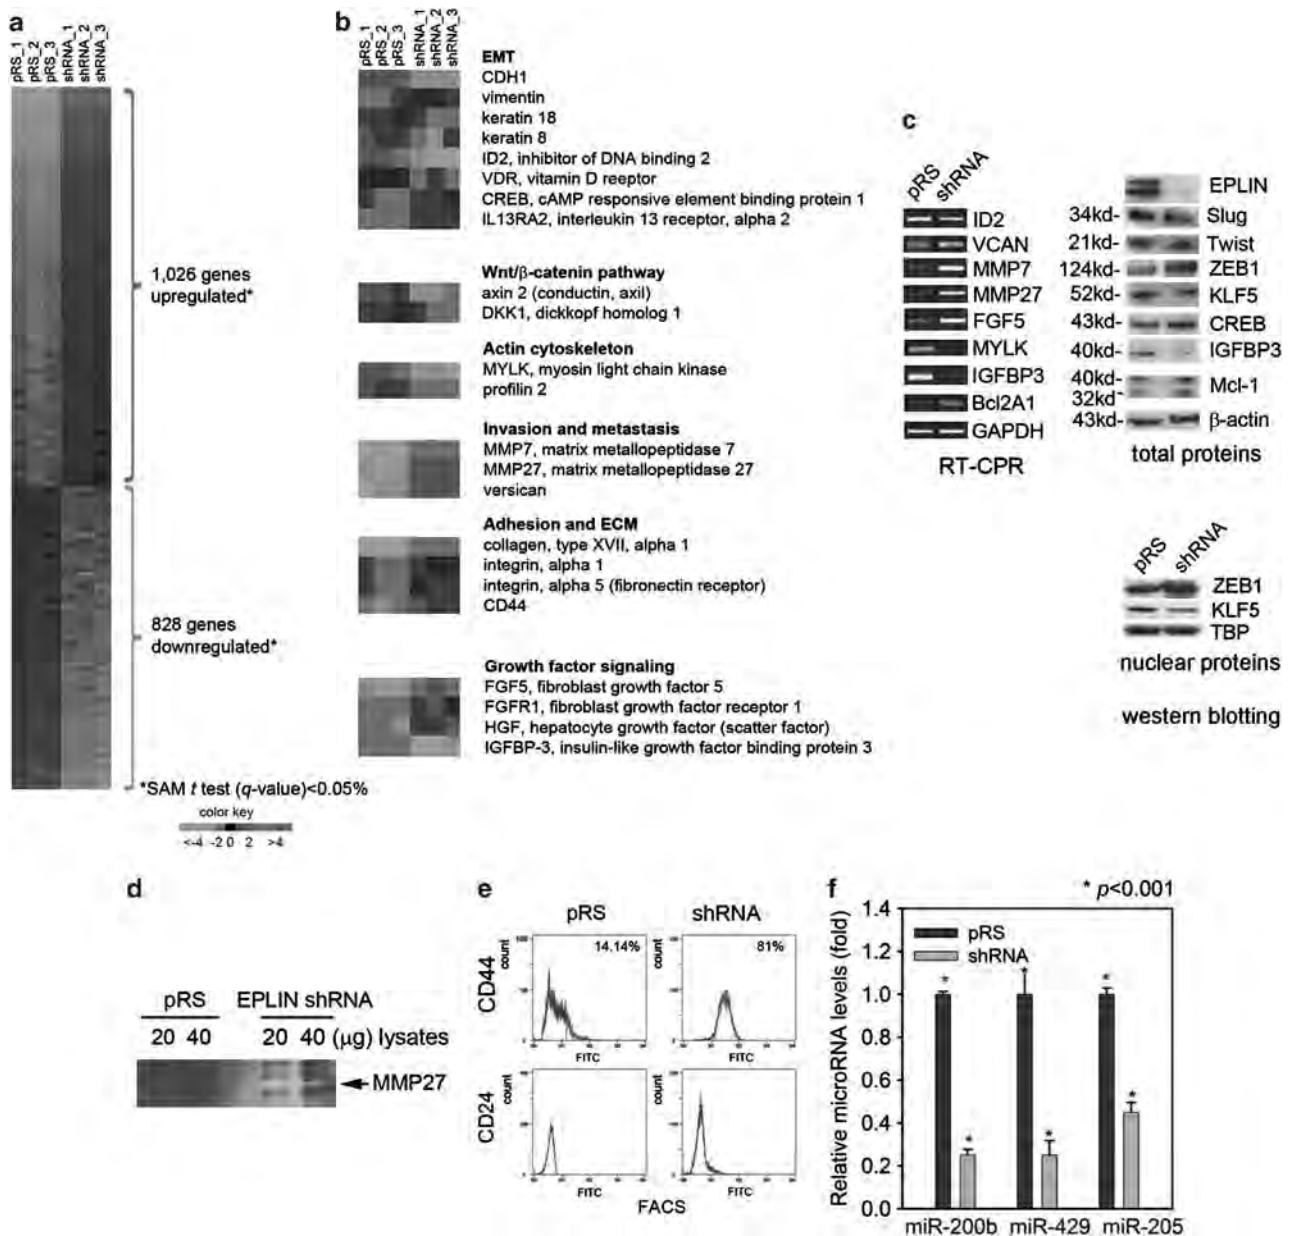 a
pRS_1
pRS_2
pRS_3
shRNA_1
shRNA_2
shRNA_3
1,026 genes
upregulated*
828 genes
downregulated*
*SAM t test (q-value)<0.05%
color key
<-4 -2 0 2 >4
b
pRS_1
pRS_2
pRS_3
shRNA_1
shRNA_2
shRNA_3
EMT
CDH1
vimentin
keratin 18
keratin 8
ID2, inhibitor of DNA binding 2
VDR, vitamin D reeptor
CREB, cAMP responsive element binding protein 1
IL13RA2, interleukin 13 receptor, alpha 2
Wnt/β-catenin pathway
axin 2 (conductin, axil)
DKK1, dickkopf homolog 1
Actin cytoskeleton
MYLK, myosin light chain kinase
profilin 2
Invasion and metastasis
MMP7, matrix metallopeptidase 7
MMP27, matrix metallopeptidase 27
versican
Adhesion and ECM
collagen, type XVII, alpha 1
integrin, alpha 1
integrin, alpha 5 (fibronectin receptor)
CD44
Growth factor signaling
FGF5, fibroblast growth factor 5
FGFR1, fibroblast growth factor receptor 1
HGF, hepatocyte growth factor (scatter factor)
IGFBP-3, insulin-like growth factor binding protein 3
c
pRS
shRNA
ID2
VCAN
MMP7
MMP27
FGF5
MYLK
IGFBP3
Bcl2A1
GAPDH
RT-CPR
EPLIN
34kd- Slug
21kd- Twist
124kd- ZEB1
52kd- KLF5
43kd- CREB
40kd- IGFBP3
40kd- Mcl-1
32kd-
43kd- β-actin
total proteins
pRS
shRNA
ZEB1
KLF5
TBP
nuclear proteins
western blotting
d
pRS EPLIN shRNA
20 40 20 40 (μg) lysates
MMP27
e
pRS shRNA
CD44
count
14.14%
FITC
count
81%
FITC
CD24
count
FITC
count
FITC
FACS
f
* p<0.001
Relative microRNA levels (fold)
1.4
1.2
1.0
0.8
0.6
0.4
0.2
0.0
pRS
shRNA
* * *
* * *
miR-200b miR-429 miR-205